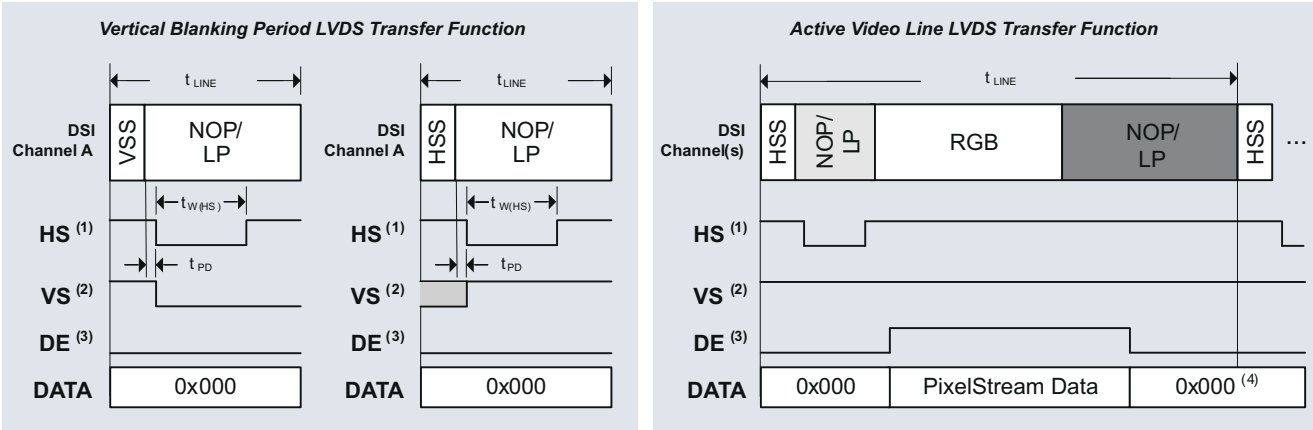 Vertical Blanking Period LVDS Transfer Function
t LINE
DSI Channel A
VSS
NOP/ LP
t W(HS)
HS (1)
t PD
VS (2)
DE (3)
DATA
0x000
t LINE
DSI Channel A
HSS
NOP/ LP
t W(HS)
HS (1)
t PD
VS (2)
DE (3)
DATA
0x000
Active Video Line LVDS Transfer Function
t LINE
DSI Channel(s)
HSS
NOP/ LP
RGB
NOP/ LP
HSS
...
HS (1)
VS (2)
DE (3)
DATA
0x000
PixelStream Data
0x000 (4)